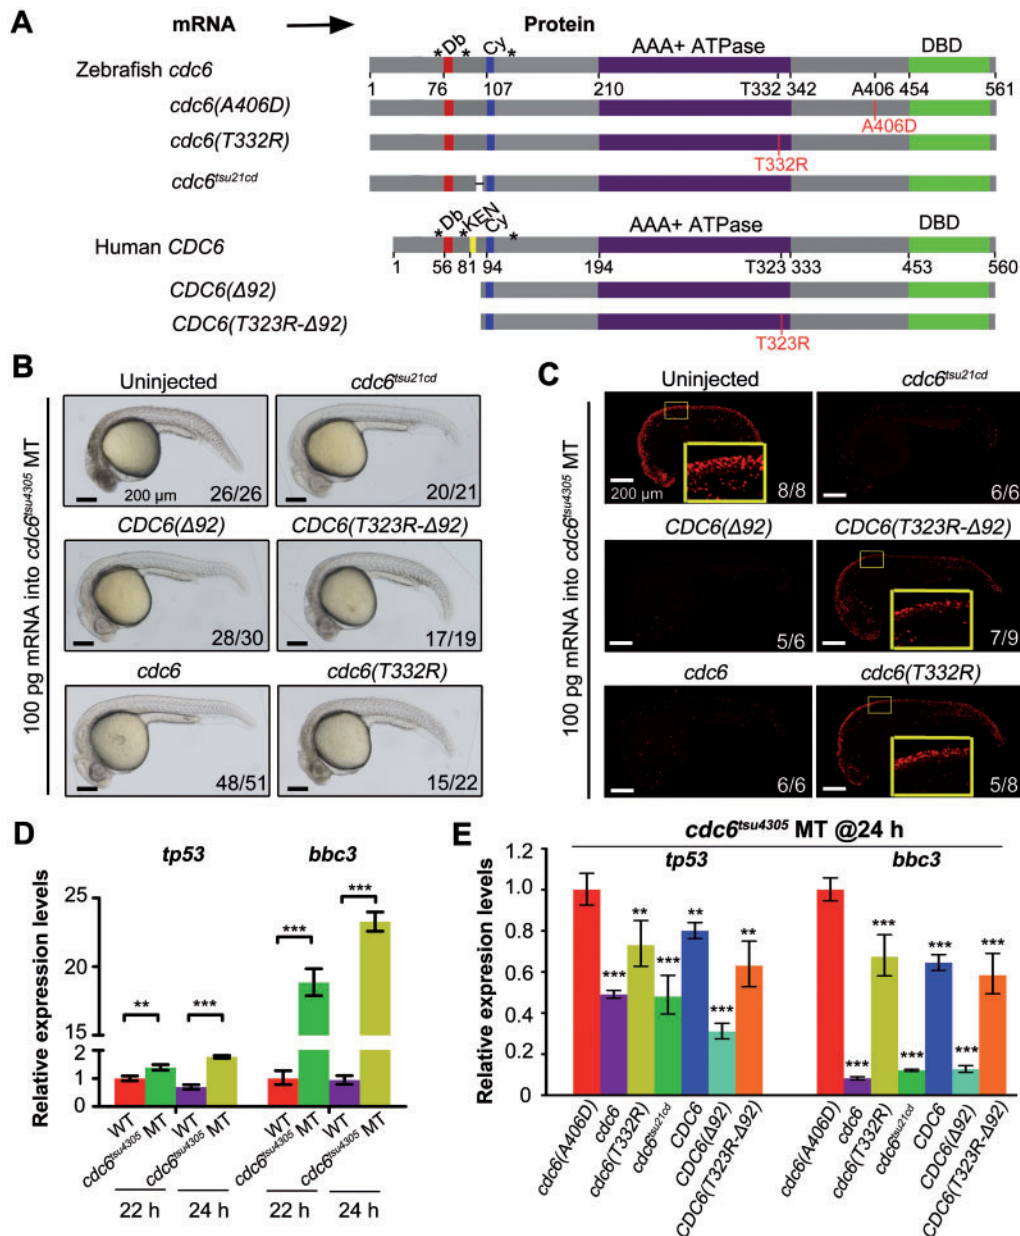 A
mRNA
Protein
* Db * Cy *
AAA+ ATPase
DBD
Zebrafish cdc6
1 76 107 210 T332 342 A406 454 561
cdc6(A406D)
A406D
cdc6(T332R)
T332R
cdc6tsu21cd
* Db * KEN Cy *
AAA+ ATPase
DBD
Human CDC6
1 56 81 94 194 T323 333 453 560
CDC6(Δ92)
CDC6(T323R-Δ92)
T323R
B
100 pg mRNA into cdc6tsu4305 MT
Uninjected
200 µm
26/26
cdc6tsu21cd
20/21
CDC6(Δ92)
28/30
CDC6(T323R-Δ92)
17/19
cdc6
48/51
cdc6(T332R)
15/22
C
100 pg mRNA into cdc6tsu4305 MT
Uninjected
200 µm
8/8
cdc6tsu21cd
6/6
CDC6(Δ92)
5/6
CDC6(T323R-Δ92)
7/9
cdc6
6/6
cdc6(T332R)
5/8
D
Relative expression levels
tp53
bbc3
25
15
2
1
0
**
***
***
***
WT
cdc6tsu4305 MT
WT
cdc6tsu4305 MT
WT
cdc6tsu4305 MT
WT
cdc6tsu4305 MT
22 h
24 h
22 h
24 h
E
cdc6tsu4305 MT @24 h
tp53
bbc3
Relative expression levels
1.2
1.0
0.8
0.6
0.4
0.2
0
***
**
***
**
***
**
***
***
***
***
***
***
cdc6(A406D)
cdc6
cdc6(T332R)
cdc6tsu21cd
CDC6
CDC6(Δ92)
CDC6(T323R-Δ92)
cdc6(A406D)
cdc6
cdc6(T332R)
cdc6tsu21cd
CDC6
CDC6(Δ92)
CDC6(T323R-Δ92)